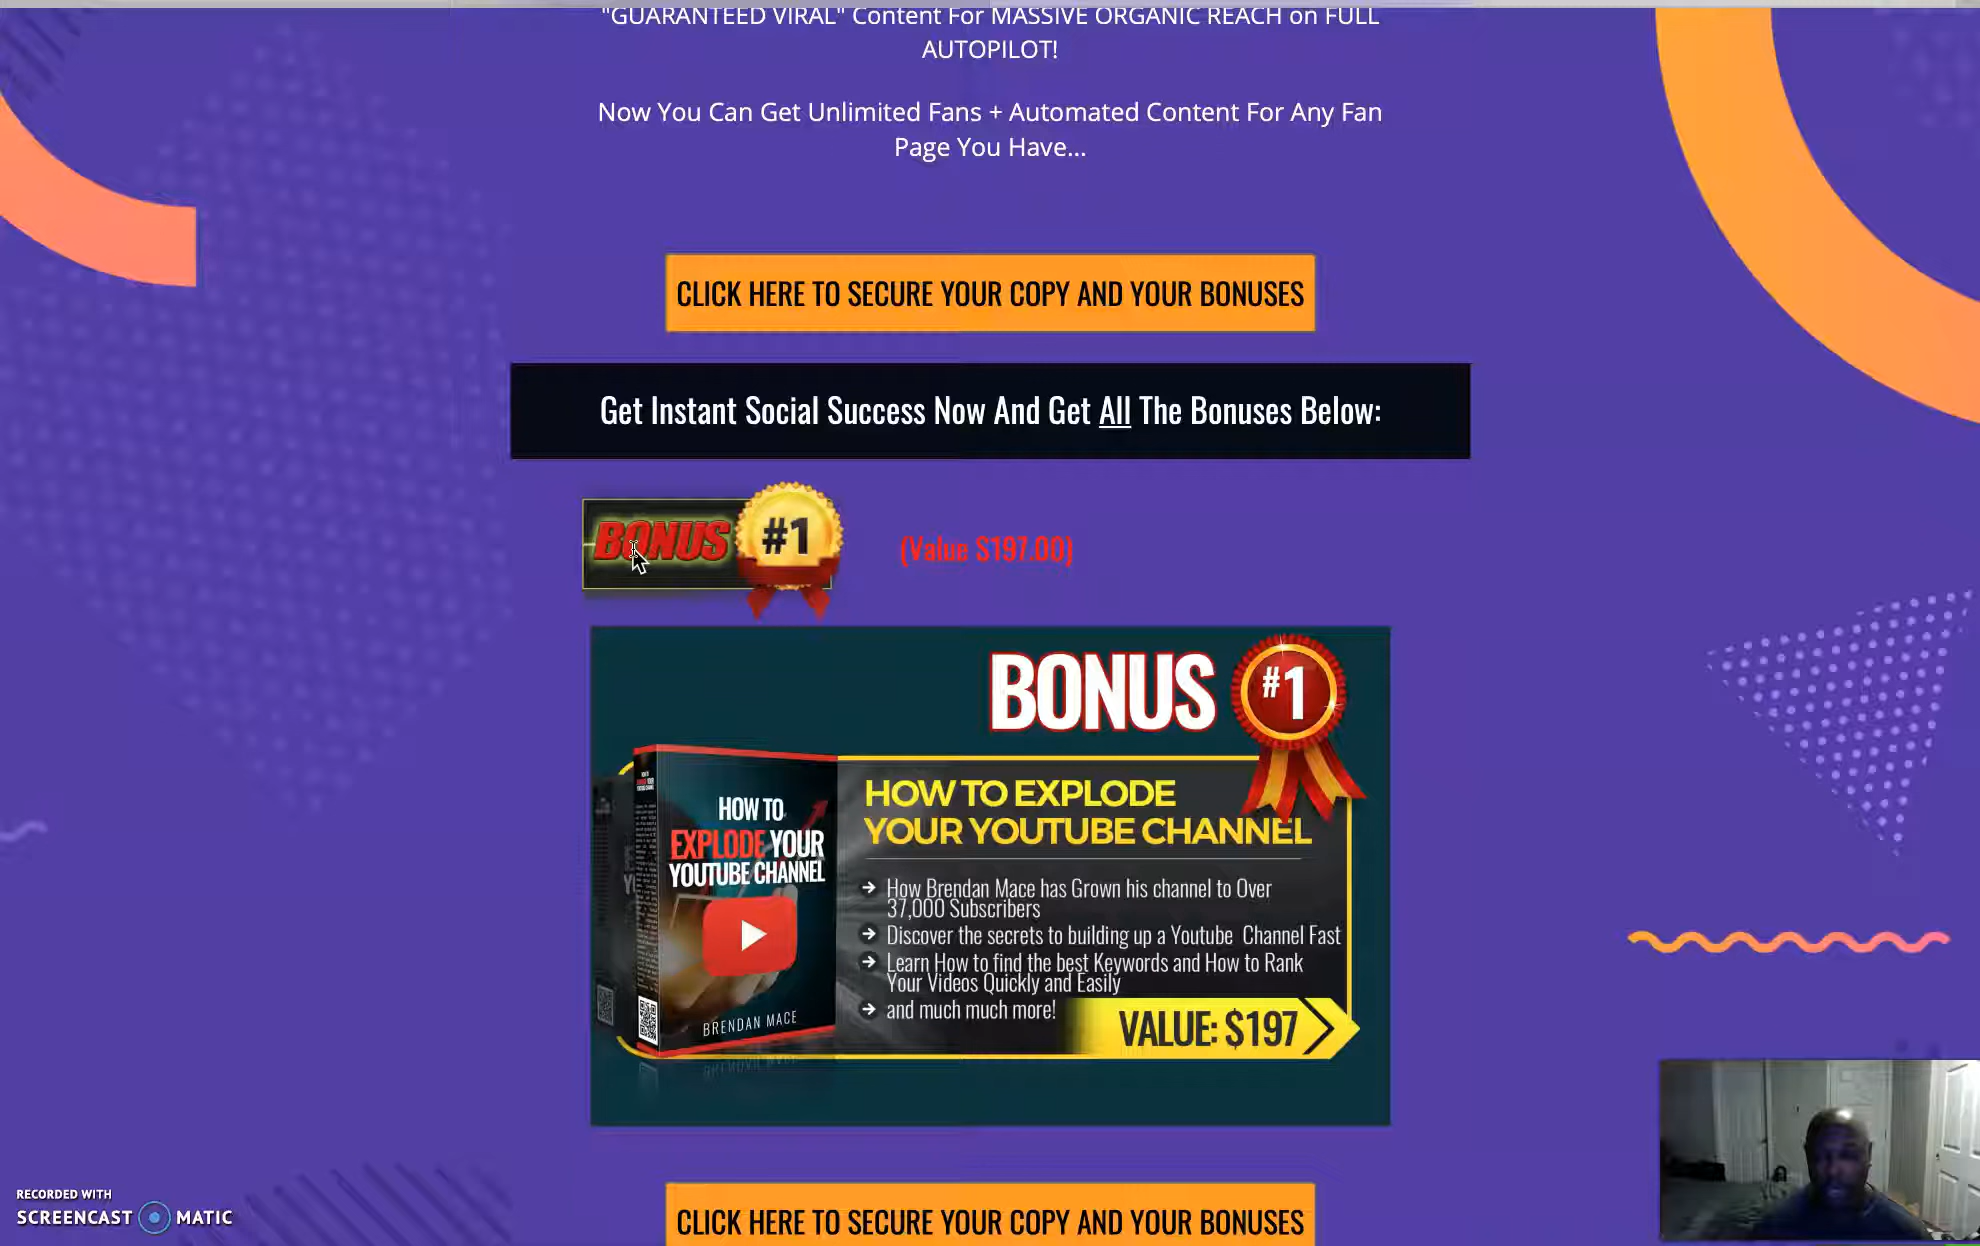 "GUARANTEED VIRAL" Content For MASSIVE ORGANIC REACH on FULL
AUTOPILOT!
Now You Can Get Unlimited Fans + Automated Content For Any Fan
Page You Have...
CLICK HERE TO SECURE YOUR COPY AND YOUR BONUSES
Get Instant Social Success Now And Get All The Bonuses Below:
BONUS #1
(Value $197.00)
BONUS #1
HOW TO EXPLODE
YOUR YOUTUBE CHANNEL
How Brendan Mace has Grown his channel to Over
37,000 Subscribers
Discover the secrets to building up a Youtube Channel Fast
Learn How to find the best Keywords and How to Rank
Your Videos Quickly and Easily
and much much more!
VALUE: $197
HOW TO
EXPLODE YOUR
YOUTUBE CHANNEL
BRENDAN MACE
CLICK HERE TO SECURE YOUR COPY AND YOUR BONUSES
RECORDED WITH
SCREENCAST MATIC